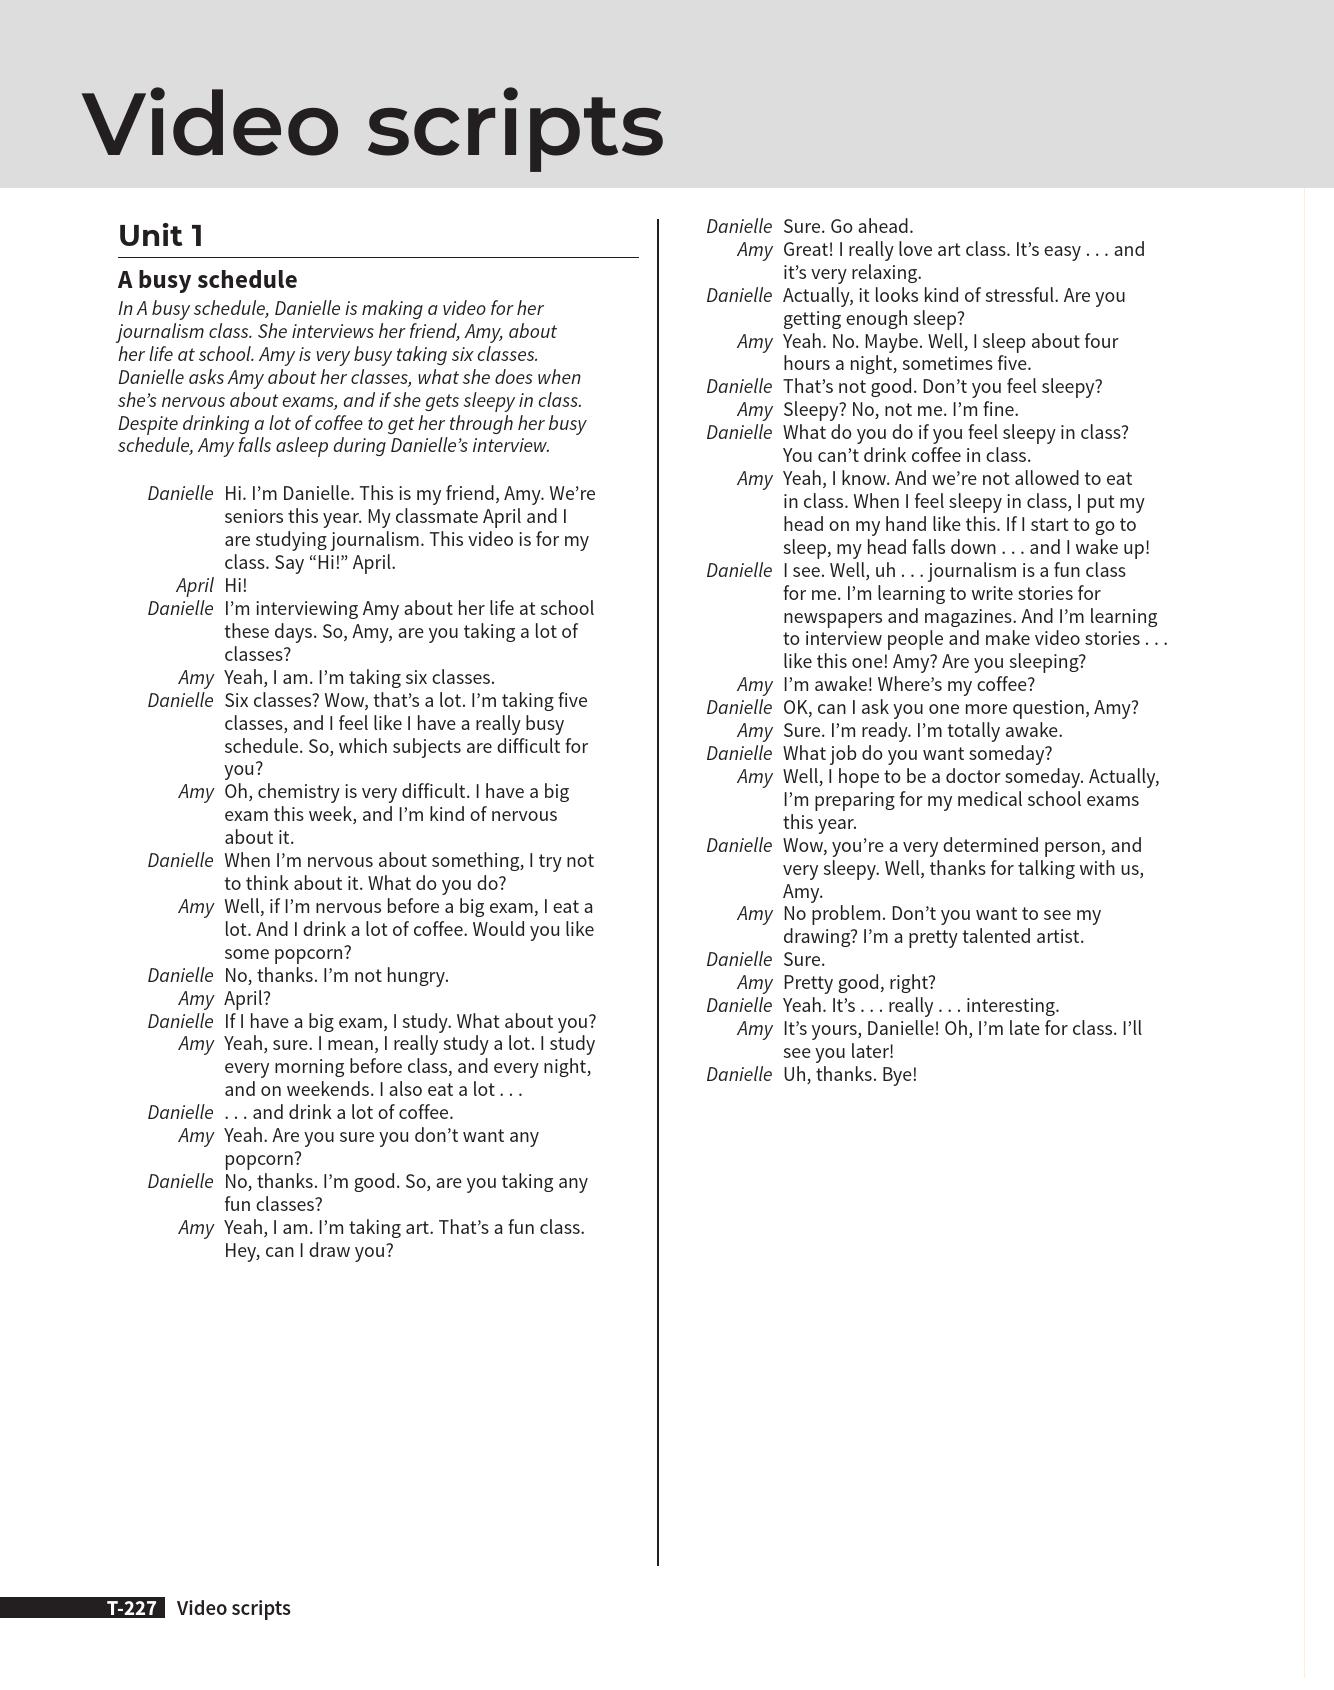 Video scripts
Unit 1
A busy schedule
In A busy schedule, Danielle is making a video for her
journalism class. She interviews her friend, Amy, about
her life at school. Amy is very busy taking six classes.
Danielle asks Amy about her classes, what she does when
she’s nervous about exams, and if she gets sleepy in class.
Despite drinking a lot of coffee to get her through her busy
schedule, Amy falls asleep during Danielle’s interview.
Danielle Hi. I’m Danielle. This is my friend, Amy. We’re
seniors this year. My classmate April and I
are studying journalism. This video is for my
class. Say “Hi!” April.
April Hi!
Danielle I’m interviewing Amy about her life at school
these days. So, Amy, are you taking a lot of
classes?
Amy Yeah, I am. I’m taking six classes.
Danielle Six classes? Wow, that’s a lot. I’m taking five
classes, and I feel like I have a really busy
schedule. So, which subjects are difficult for
you?
Amy Oh, chemistry is very difficult. I have a big
exam this week, and I’m kind of nervous
about it.
Danielle When I’m nervous about something, I try not
to think about it. What do you do?
Amy Well, if I’m nervous before a big exam, I eat a
lot. And I drink a lot of coffee. Would you like
some popcorn?
Danielle No, thanks. I’m not hungry.
Amy April?
Danielle If I have a big exam, I study. What about you?
Amy Yeah, sure. I mean, I really study a lot. I study
every morning before class, and every night,
and on weekends. I also eat a lot . . .
Danielle . . . and drink a lot of coffee.
Amy Yeah. Are you sure you don’t want any
popcorn?
Danielle No, thanks. I’m good. So, are you taking any
fun classes?
Amy Yeah, I am. I’m taking art. That’s a fun class.
Hey, can I draw you?
Danielle Sure. Go ahead.
Amy Great! I really love art class. It’s easy . . . and
it’s very relaxing.
Danielle Actually, it looks kind of stressful. Are you
getting enough sleep?
Amy Yeah. No. Maybe. Well, I sleep about four
hours a night, sometimes five.
Danielle That’s not good. Don’t you feel sleepy?
Amy Sleepy? No, not me. I’m fine.
Danielle What do you do if you feel sleepy in class?
You can’t drink coffee in class.
Amy Yeah, I know. And we’re not allowed to eat
in class. When I feel sleepy in class, I put my
head on my hand like this. If I start to go to
sleep, my head falls down . . . and I wake up!
Danielle I see. Well, uh . . . journalism is a fun class
for me. I’m learning to write stories for
newspapers and magazines. And I’m learning
to interview people and make video stories . . .
like this one! Amy? Are you sleeping?
Amy I’m awake! Where’s my coffee?
Danielle OK, can I ask you one more question, Amy?
Amy Sure. I’m ready. I’m totally awake.
Danielle What job do you want someday?
Amy Well, I hope to be a doctor someday. Actually,
I’m preparing for my medical school exams
this year.
Danielle Wow, you’re a very determined person, and
very sleepy. Well, thanks for talking with us,
Amy.
Amy No problem. Don’t you want to see my
drawing? I’m a pretty talented artist.
Danielle Sure.
Amy Pretty good, right?
Danielle Yeah. It’s . . . really . . . interesting.
Amy It’s yours, Danielle! Oh, I’m late for class. I’ll
see you later!
Danielle Uh, thanks. Bye!
T-227 Video scripts